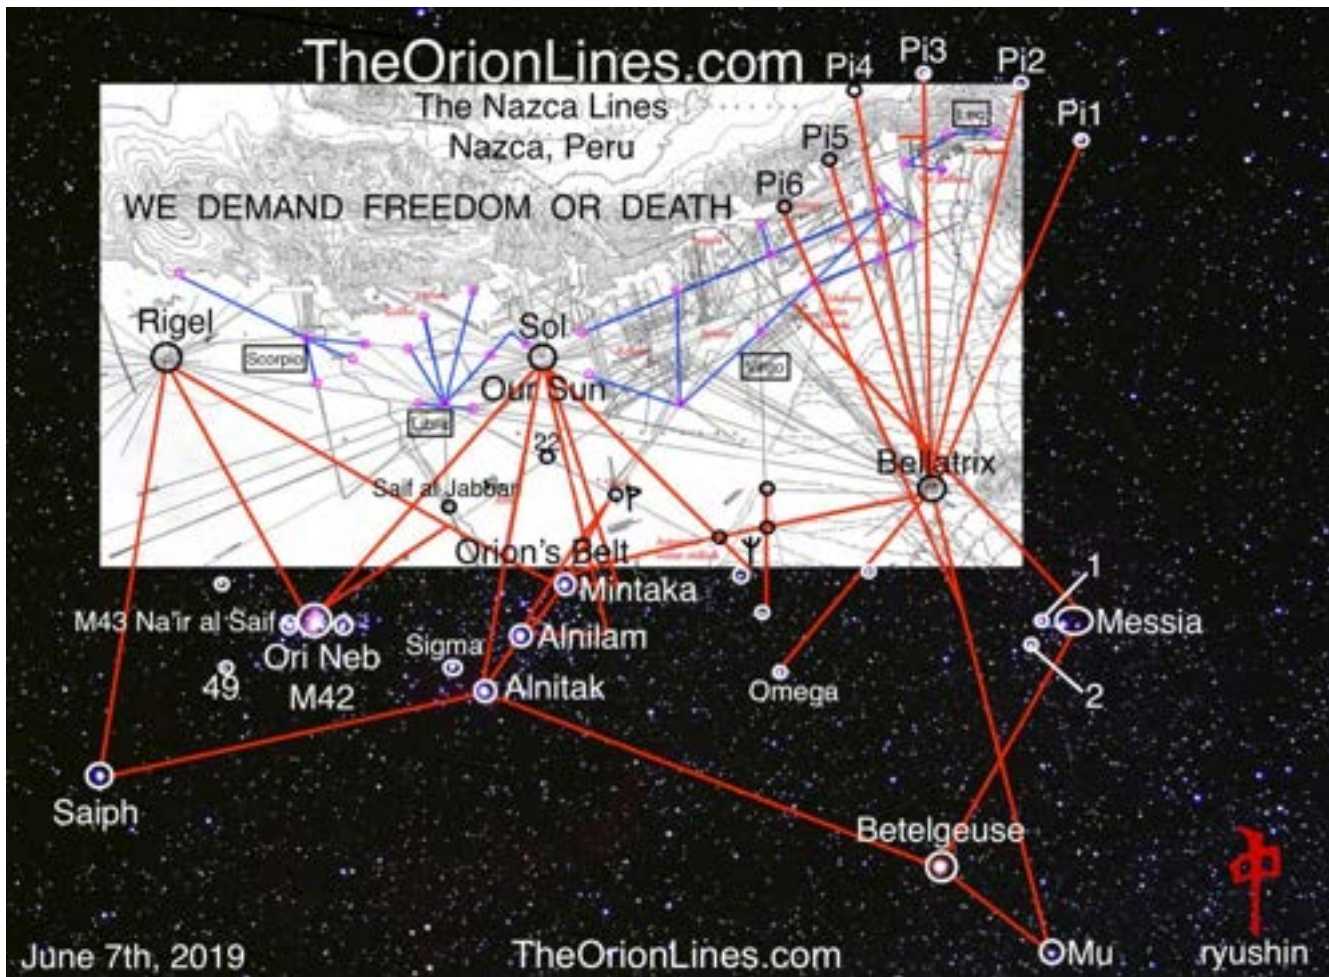 TheOrionLines.com
Pi4
Pi3
Pi2
The Nazca Lines
Nazca, Peru
Pi1
Pi5
Pi6
WE DEMAND FREEDOM OR DEATH
Rigel
Sol
Scorpio
Our Sun
Virgo
Libra
22
Bellatrix
Saif al Jabbar
Orion's Belt
Mintaka
1
M43 Na'ir al Saif
Messia
Ori Neb
M42
Sigma
Alnilam
49
Alnitak
Omega
2
Saiph
Betelgeuse
June 7th, 2019
TheOrionLines.com
Mu
ryushin